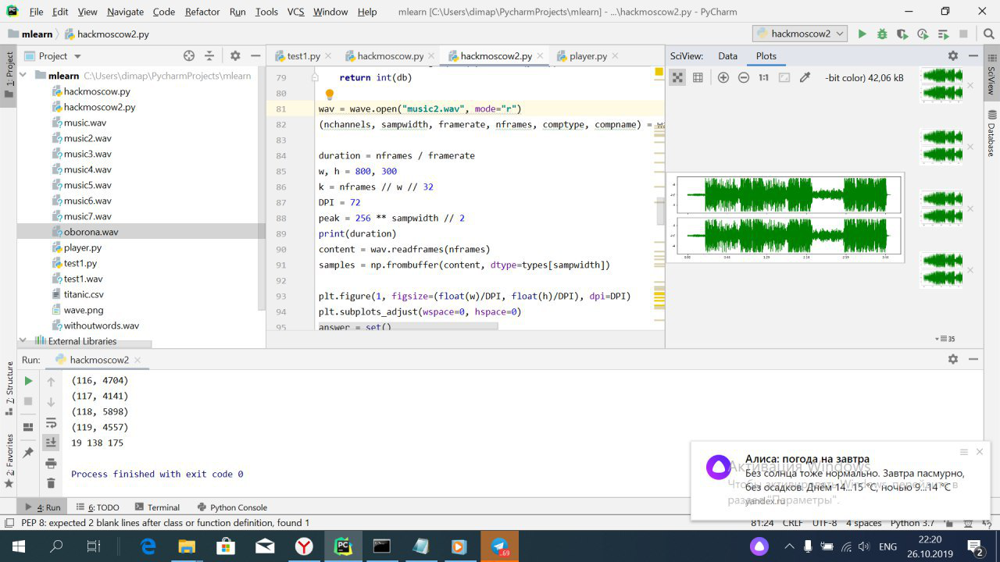 File Edit View Navigate Code Refactor Run Tools VCS Window Help mlearn [C:\Users\dimap\PycharmProjects\mlearn] - ...\hackmoscow2.py - PyCharm
mlearn hackmoscow2.py hackmoscow2
Project
mlearn C:\Users\dimap\PycharmProjects\mlearn
hackmoscow.py
hackmoscow2.py
music.wav
music2.wav
music3.wav
music4.wav
music5.wav
music6.wav
music7.wav
oborona.wav
player.py
test1.py
test1.wav
titanic.csv
wave.png
withoutwords.wav
External Libraries
test1.py hackmoscow.py hackmoscow2.py player.py
79 return int(db)
80
81 wav = wave.open("music2.wav", mode="r")
82 (nchannels, sampwidth, framerate, nframes, comptype, compname) = wa
83
84 duration = nframes / framerate
85 w, h = 800, 300
86 k = nframes // w // 32
87 DPI = 72
88 peak = 256 ** sampwidth // 2
89 print(duration)
90 content = wav.readframes(nframes)
91 samples = np.frombuffer(content, dtype=types[sampwidth])
93 plt.figure(1, figsize=(float(w)/DPI, float(h)/DPI), dpi=DPI)
94 plt.subplots_adjust(wspace=0, hspace=0)
95 answer = set()
SciView: Data Plots
1:1 -bit color) 42,06 kB
35
1: Project
7: Structure
2: Favorites
SciView
Database
Run: hackmoscow2
(116, 4704)
(117, 4141)
(118, 5898)
(119, 4557)
19 138 175
Process finished with exit code 0
Алиса: погода на завтра
Без солнца тоже нормально. Завтра пасмурно,
без осадков. Днём 14...15 °C, ночью 9...14 °C
yandex.ru
Активация Windows
Чтобы активировать Windows, перейдите в
раздел "Параметры".
4: Run 6: TODO Terminal Python Console
PEP 8: expected 2 blank lines after class or function definition, found 1
81:24 CRLF UTF-8 4 spaces Python 3.7
PC
.69
ENG
22:20
26.10.2019
2